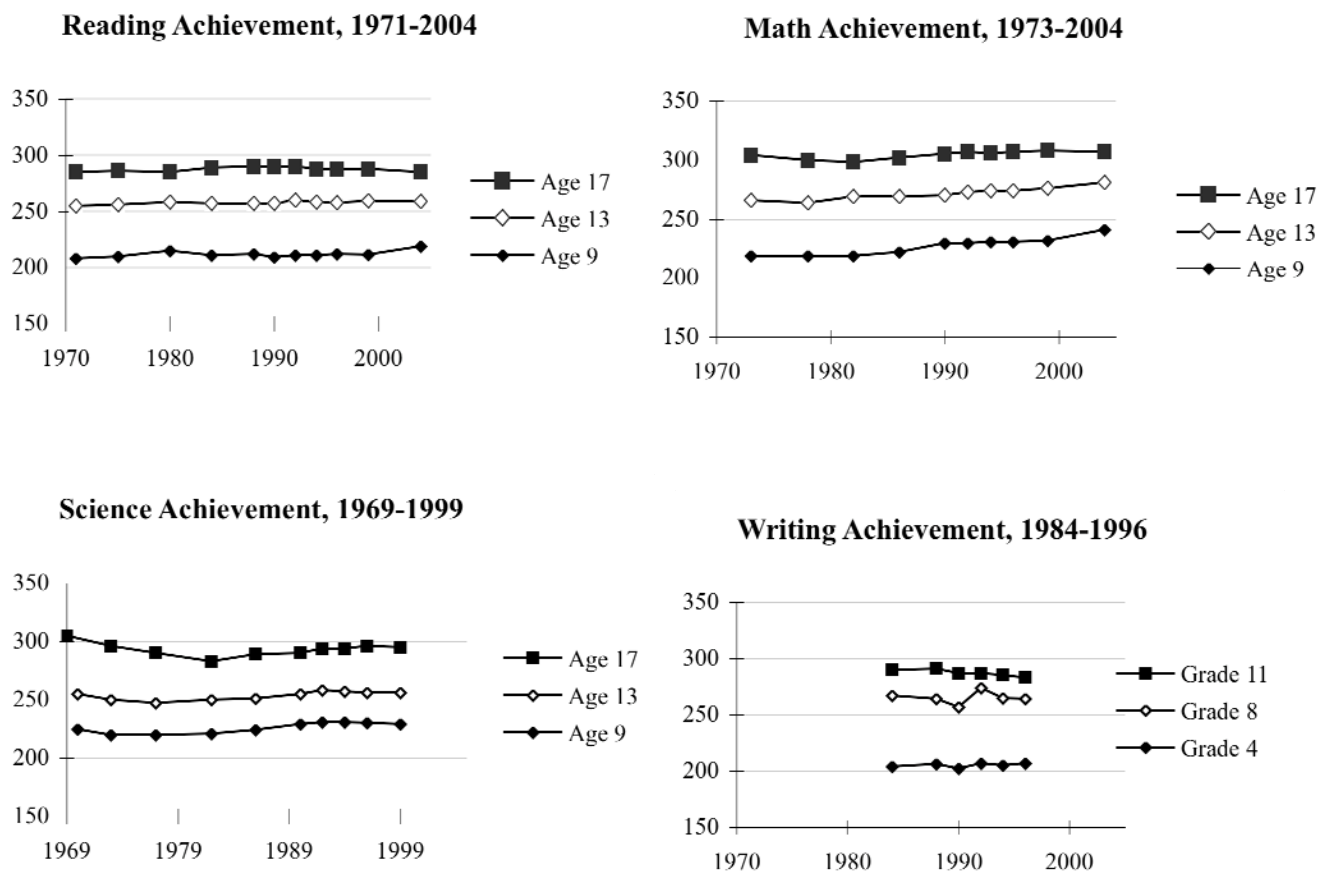 Reading Achievement, 1971-2004
350
300
250
200
150
1970 1980 1990 2000
Age 17
Age 13
Age 9
Math Achievement, 1973-2004
350
300
250
200
150
1970 1980 1990 2000
Age 17
Age 13
Age 9
Science Achievement, 1969-1999
350
300
250
200
150
1969 1979 1989 1999
Age 17
Age 13
Age 9
Writing Achievement, 1984-1996
350
300
250
200
150
1970 1980 1990 2000
Grade 11
Grade 8
Grade 4